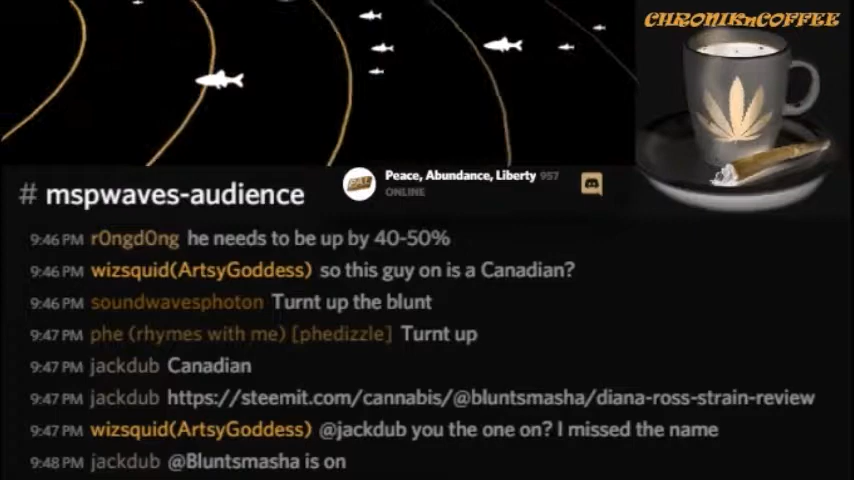 CHRONIKnCOFFEE
Peace, Abundance, Liberty 957
ONLINE
# mspwaves-audience
9:46 PM r0ngd0ng he needs to be up by 40-50%
9:46 PM wizsquid(ArtsyGoddess) so this guy on is a Canadian?
9:46 PM soundwavesphoton Turnt up the blunt
9:47 PM phe (rhymes with me) [phedizzle] Turnt up
9:47 PM jackdub Canadian
9:47 PM jackdub https://steemit.com/cannabis/@bluntsmasha/diana-ross-strain-review
9:47 PM wizsquid(ArtsyGoddess) @jackdub you the one on? I missed the name
9:48 PM jackdub @Bluntsmasha is on